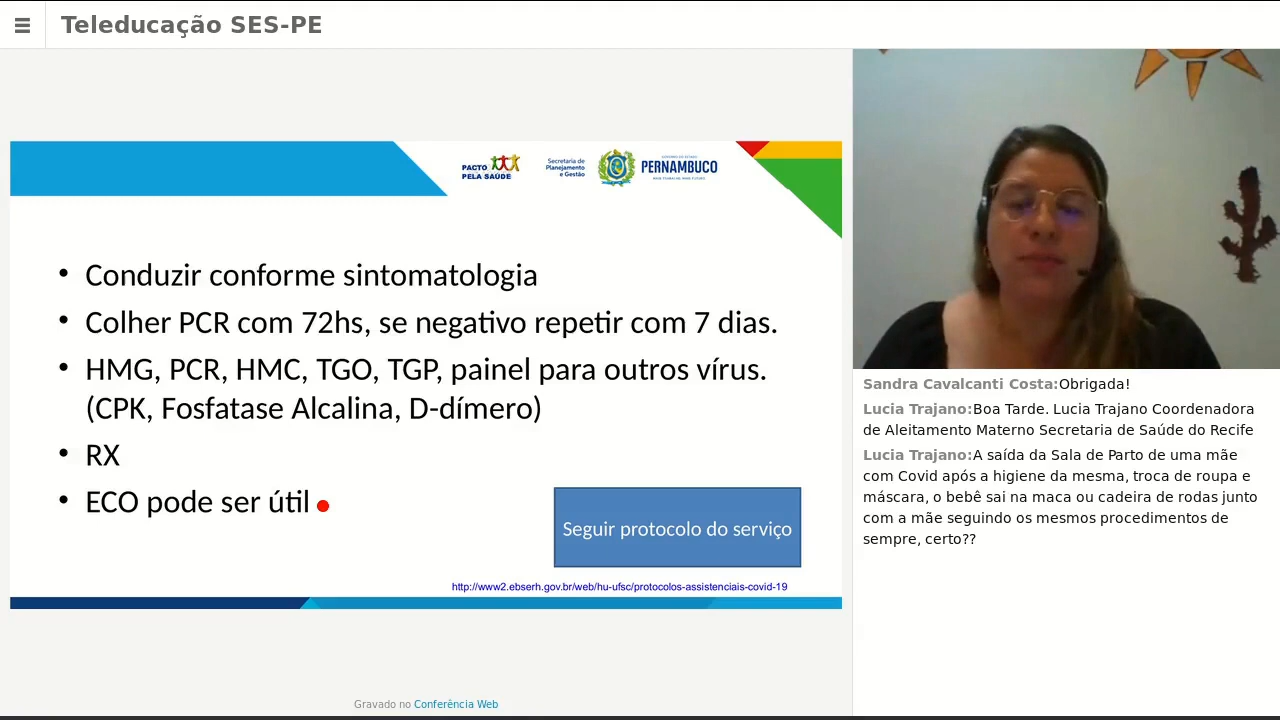 Teleducação SES-PE
PACTO
PELA SAÚDE
Secretaria de
Planejamento
e Gestão
PERNAMBUCO
• Conduzir conforme sintomatologia
• Colher PCR com 72hs, se negativo repetir com 7 dias.
• HMG, PCR, HMC, TGO, TGP, painel para outros vírus.
(CPK, Fosfatase Alcalina, D-dímero)
• RX
• ECO pode ser útil
Seguir protocolo do serviço
http://www2.ebserh.gov.br/web/hu-ufsc/protocolos-assistenciais-covid-19
Gravado no Conferência Web
Sandra Cavalcanti Costa:Obrigada!
Lucia Trajano:Boa Tarde. Lucia Trajano Coordenadora
de Aleitamento Materno Secretaria de Saúde do Recife
Lucia Trajano:A saída da Sala de Parto de uma mãe
com Covid após a higiene da mesma, troca de roupa e
máscara, o bebê sai na maca ou cadeira de rodas junto
com a mãe seguindo os mesmos procedimentos de
sempre, certo??